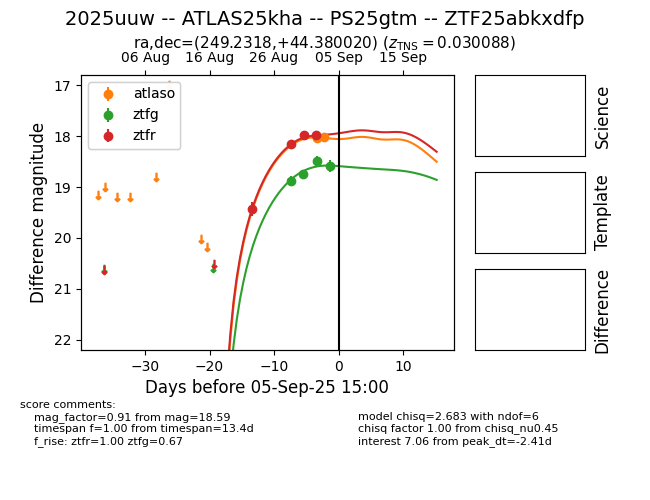 2025uuw -- ATLAS25kha -- PS25gtm -- ZTF25abkxdfp
ra,dec=(249.2318,+44.380020) (z_TNS = 0.030088)
06 Aug 16 Aug 26 Aug 05 Sep 15 Sep
atlaso
ztfg
ztfr
Difference magnitude
17
18
19
20
21
22
−30 −20 −10 0 10
Days before 05-Sep-25 15:00
Science
Template
Difference
score comments:
mag_factor=0.91 from mag=18.59
timespan f=1.00 from timespan=13.4d
f_rise: ztfr=1.00 ztfg=0.67
model chisq=2.683 with ndof=6
chisq factor 1.00 from chisq_nu0.45
interest 7.06 from peak_dt=-2.41d